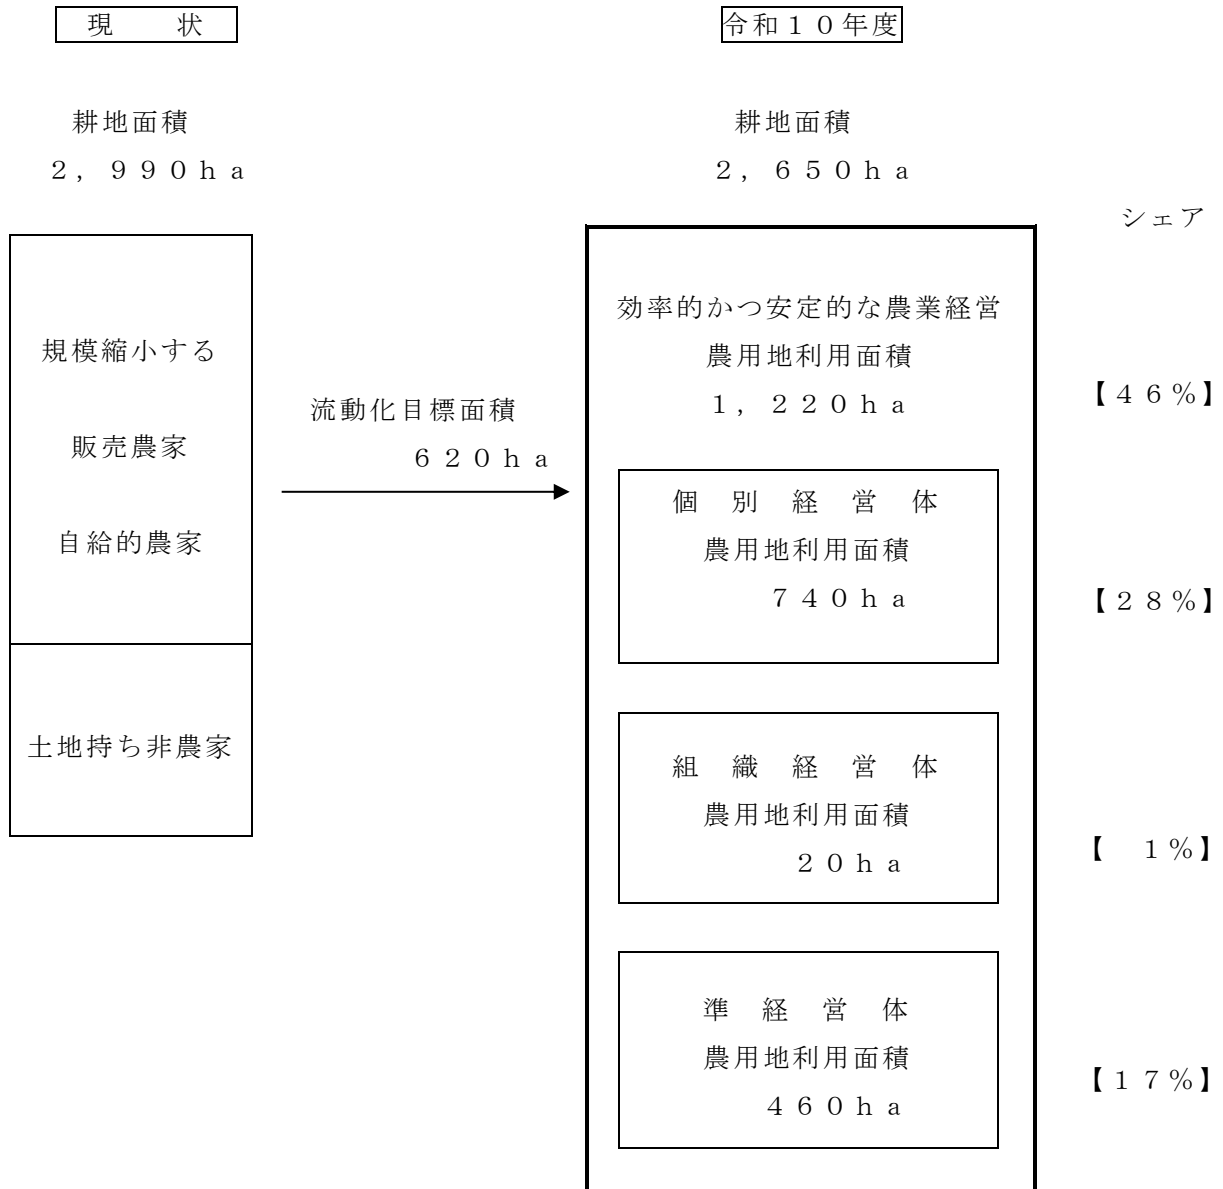 現　　状
令和１０年度
耕地面積
２，９９０ｈａ
耕地面積
２，６５０ｈａ
シェア
規模縮小する
販売農家
自給的農家
土地持ち非農家
流動化目標面積
６２０ｈａ
効率的かつ安定的な農業経営
農用地利用面積
１，２２０ｈａ
【４６％】
個　別　経　営　体
農用地利用面積
７４０ｈａ
【２８％】
組　織　経　営　体
農用地利用面積
２０ｈａ
【　１％】
準　経　営　体
農用地利用面積
４６０ｈａ
【１７％】